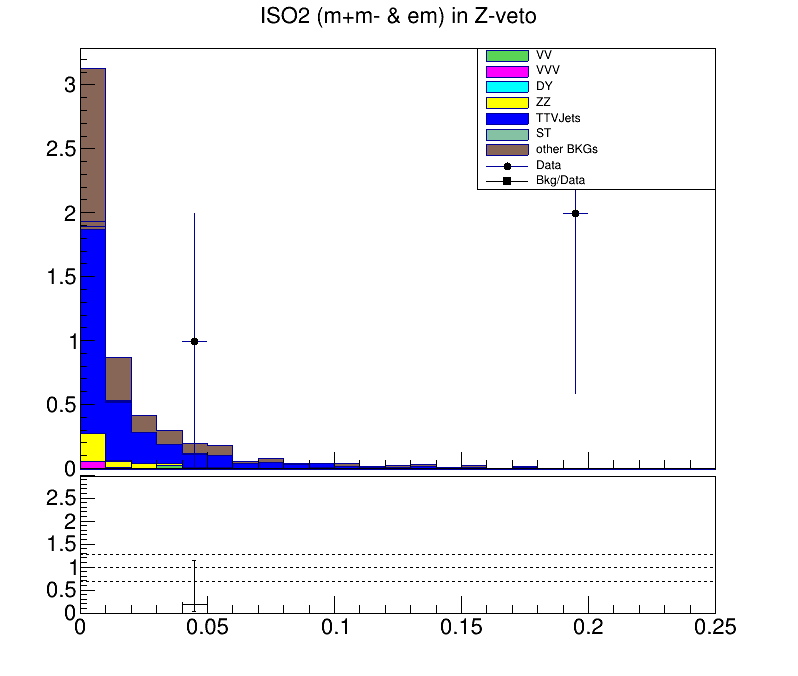 ISO2 (m+m- & em) in Z-veto
VV
VVV
DY
ZZ
TTVJets
ST
other BKGs
Data
Bkg/Data
3
2.5
2
1.5
1
0.5
0
2.5
2
1.5
1
0.5
0
0 0.05 0.1 0.15 0.2 0.25